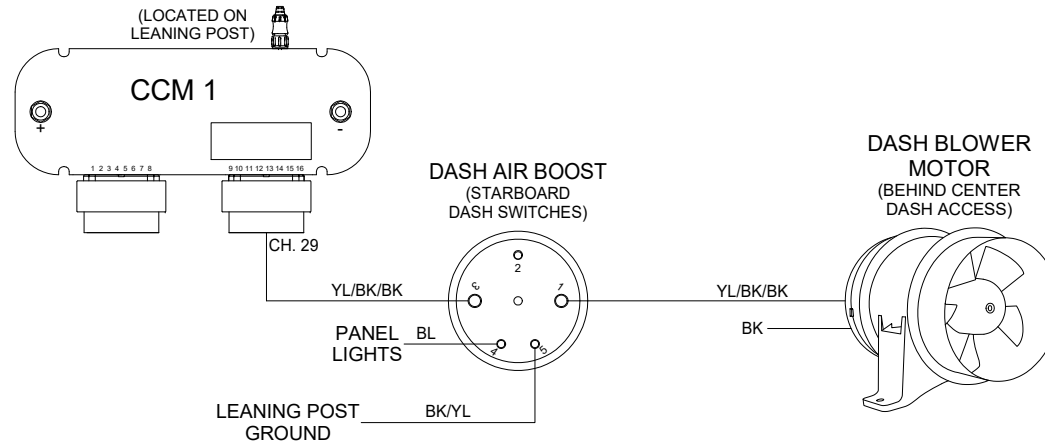 (LOCATED ON
LEANING POST)
CCM 1
+
-
1 2 3 4 5 6 7 8
9 10 11 12 13 14 15 16
CH. 29
DASH AIR BOOST
(STARBOARD
DASH SWITCHES)
2
3
1
4
5
YL/BK/BK
YL/BK/BK
BK
PANEL
LIGHTS
BL
LEANING POST
GROUND
BK/YL
DASH BLOWER
MOTOR
(BEHIND CENTER
DASH ACCESS)